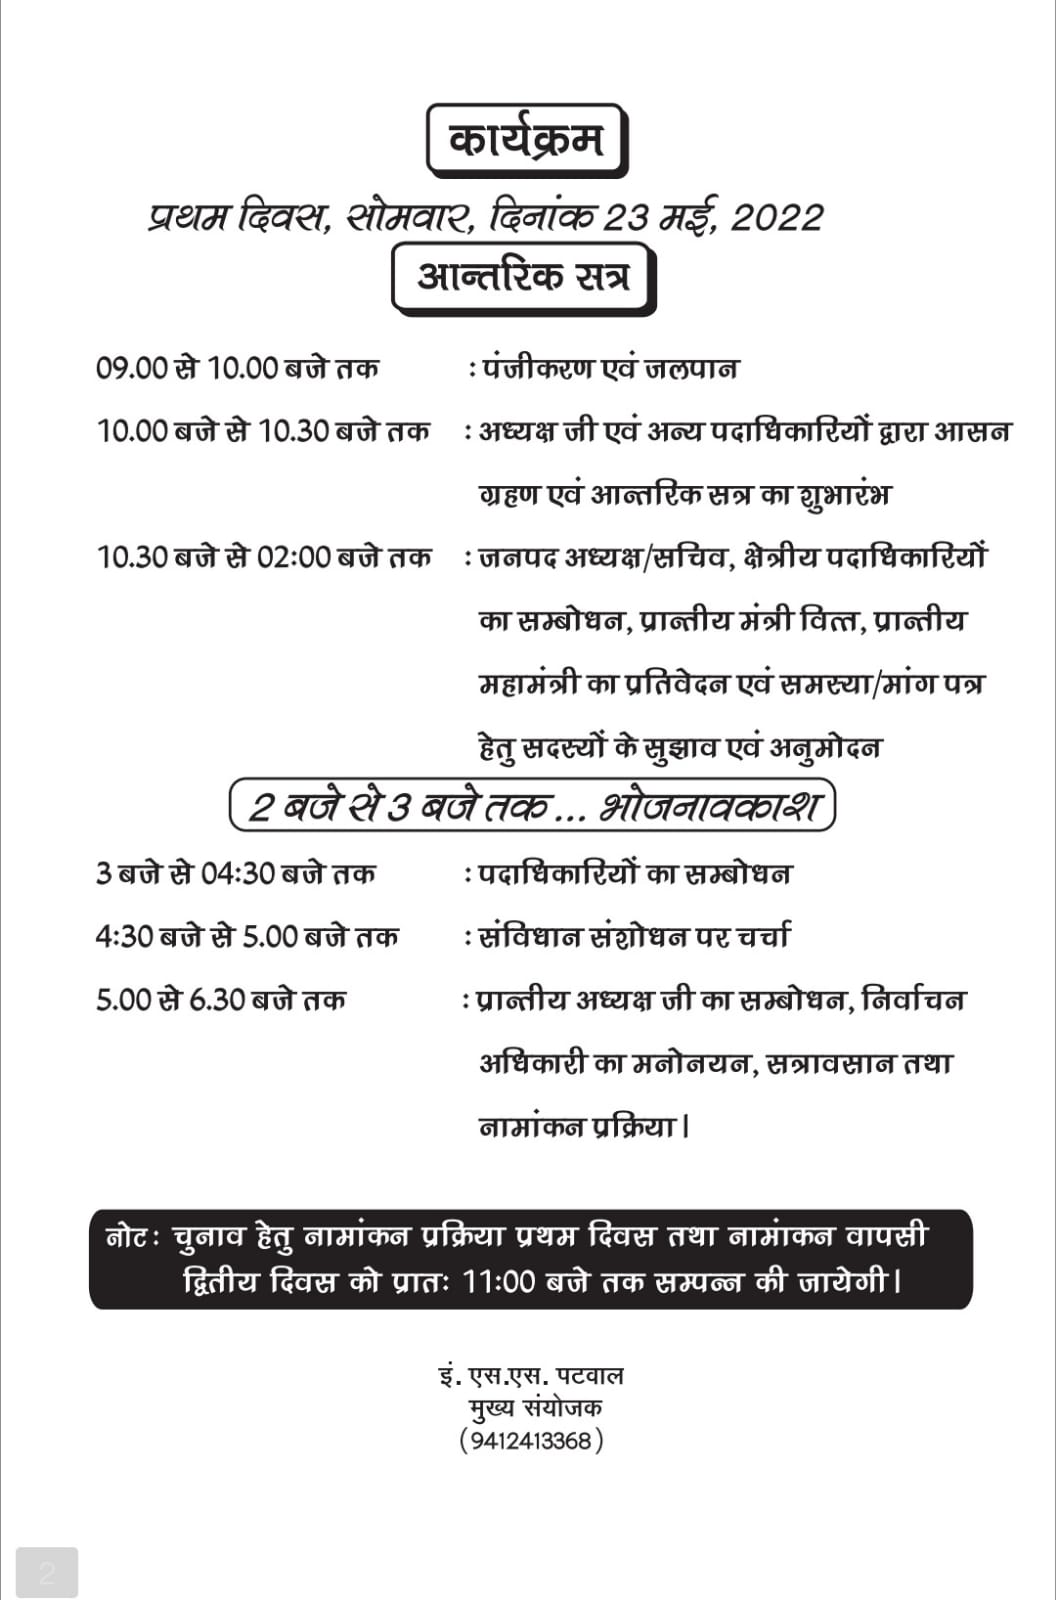 कार्यक्रम
प्रथम दिवस, सोमवार, दिनांक 23 मई, 2022
आन्तरिक सत्र
09.00 से 10.00 बजे तक : पंजीकरण एवं जलपान
10.00 बजे से 10.30 बजे तक : अध्यक्ष जी एवं अन्य पदाधिकारियों द्वारा आसन
ग्रहण एवं आन्तरिक सत्र का शुभारंभ
10.30 बजे से 02:00 बजे तक : जनपद अध्यक्ष/सचिव, क्षेत्रीय पदाधिकारियों
का सम्बोधन, प्रान्तीय मंत्री वित्त, प्रान्तीय
महामंत्री का प्रतिवेदन एवं समस्या/मांग पत्र
हेतु सदस्यों के सुझाव एवं अनुमोदन
2 बजे से 3 बजे तक... भोजनावकाश
3 बजे से 04:30 बजे तक : पदाधिकारियों का सम्बोधन
4:30 बजे से 5.00 बजे तक : संविधान संशोधन पर चर्चा
5.00 से 6.30 बजे तक : प्रान्तीय अध्यक्ष जी का सम्बोधन, निर्वाचन
अधिकारी का मनोनयन, सत्रावसान तथा
नामांकन प्रक्रिया।
नोट: चुनाव हेतु नामांकन प्रक्रिया प्रथम दिवस तथा नामांकन वापसी
द्वितीय दिवस को प्रात: 11:00 बजे तक सम्पन्न की जायेगी।
इं. एस.एस. पटवाल
मुख्य संयोजक
(9412413368)
2